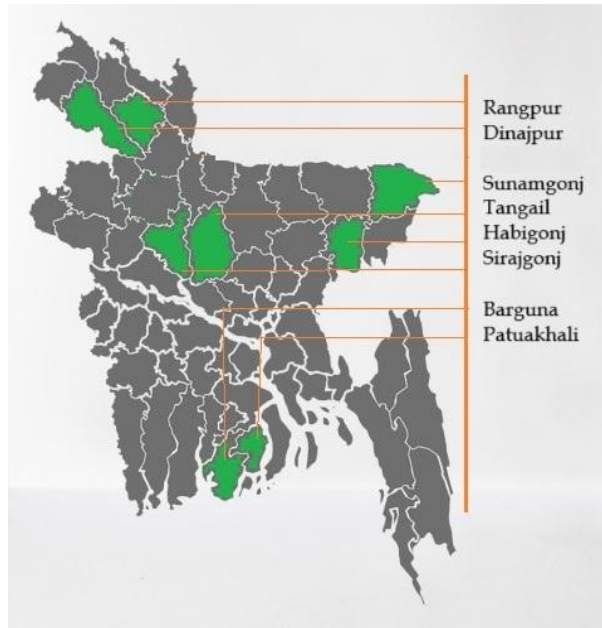 Rangpur
Dinajpur
Sunamgonj
Tangail
Habigonj
Sirajgonj
Barguna
Patuakhali